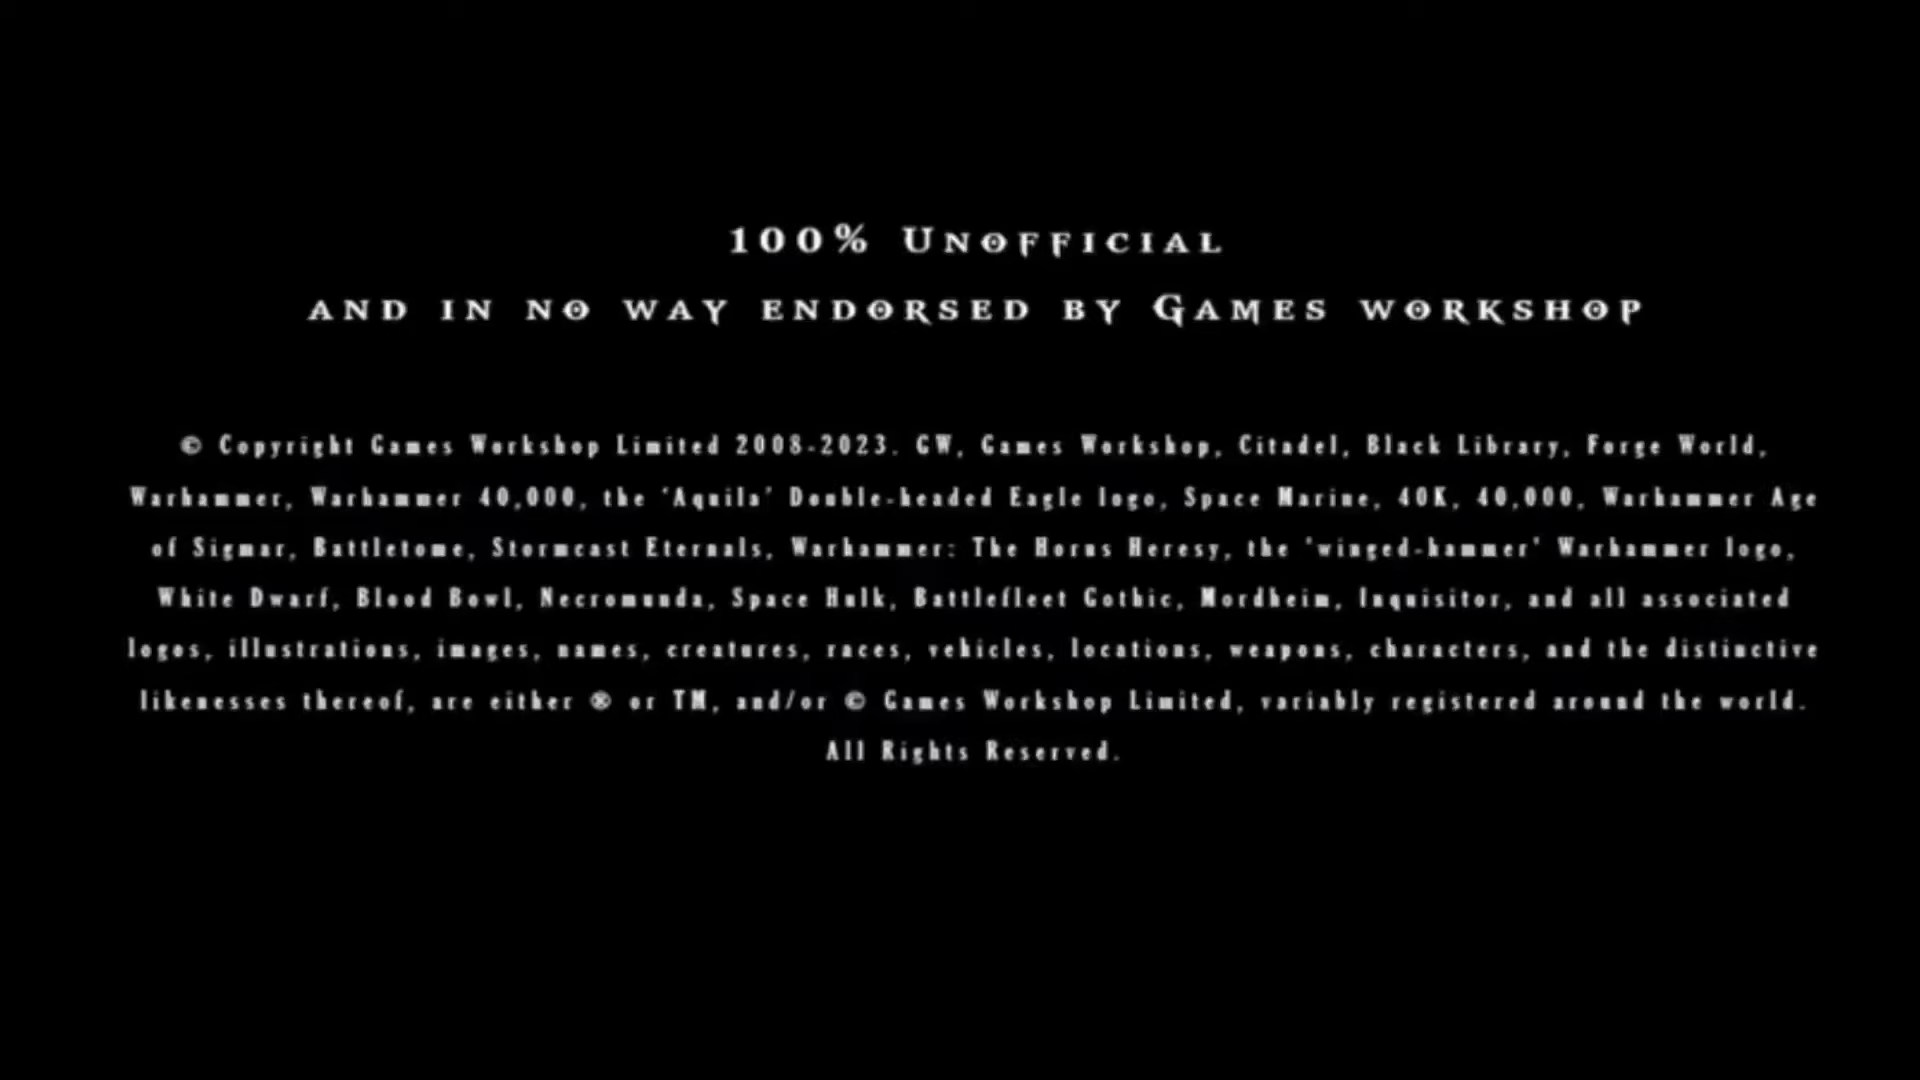 100% Unofficial
and in no way endorsed by Games workshop
© Copyright Games Workshop Limited 2008-2023. GW, Games Workshop, Citadel, Black Library, Forge World,
Warhammer, Warhammer 40,000, the ‘Aquila’ Double-headed Eagle logo, Space Marine, 40K, 40,000, Warhammer Age
of Sigmar, Battletome, Stormcast Eternals, Warhammer: The Horus Heresy, the 'winged-hammer' Warhammer logo,
White Dwarf, Blood Bowl, Necromunda, Space Hulk, Battlefleet Gothic, Mordheim, Inquisitor, and all associated
logos, illustrations, images, names, creatures, races, vehicles, locations, weapons, characters, and the distinctive
likenesses thereof, are either ® or TM, and/or © Games Workshop Limited, variably registered around the world.
All Rights Reserved.